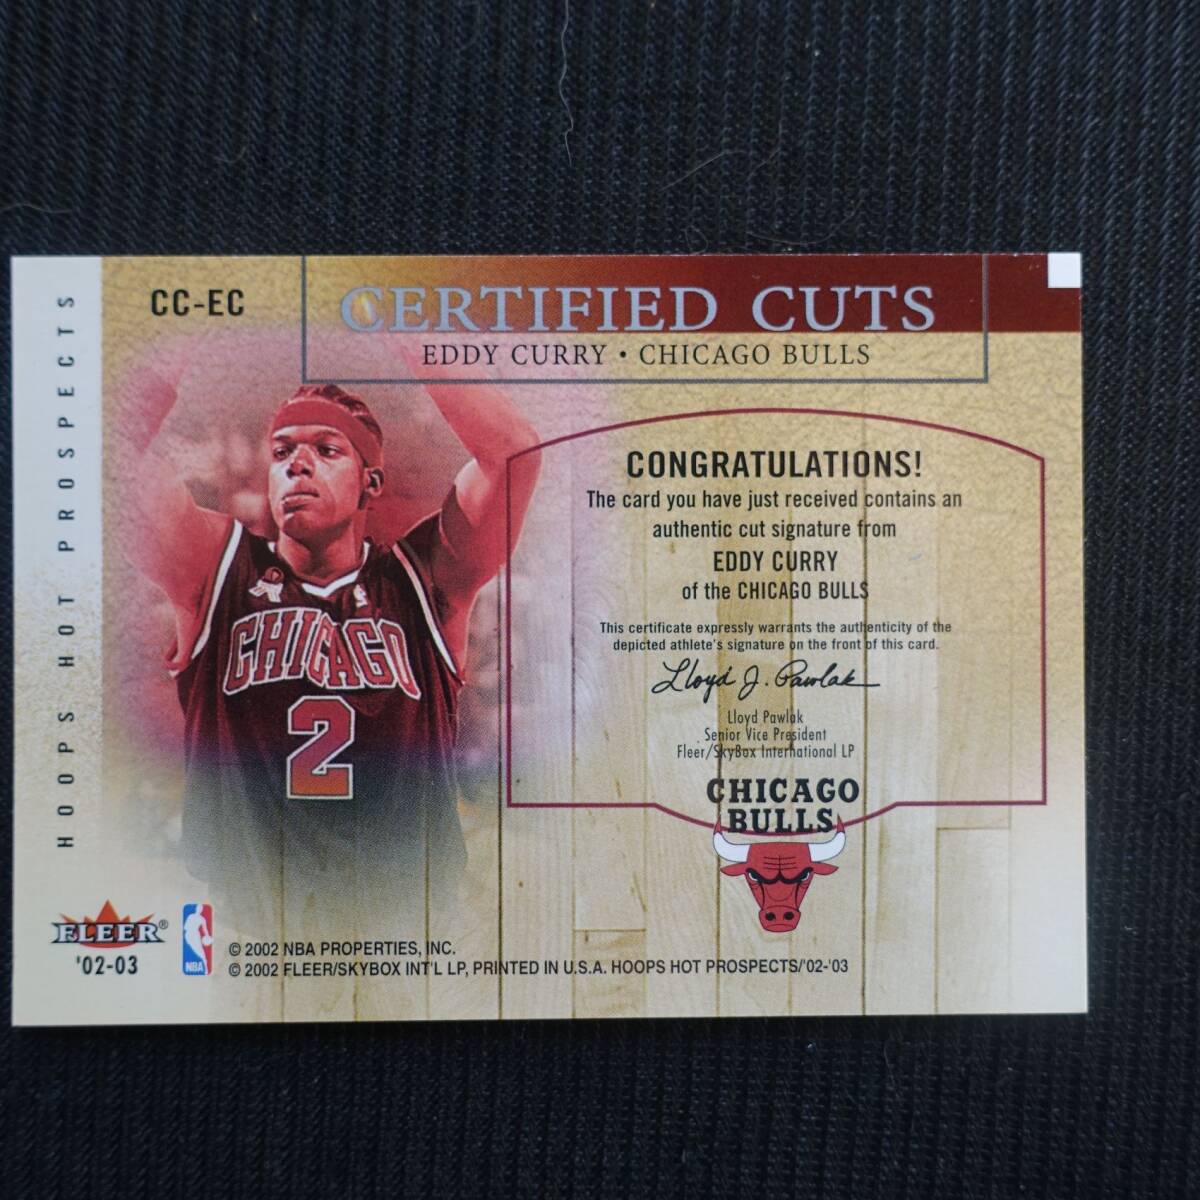 HOOPS HOT PROSPECTS
CC-EC
CERTIFIED CUTS
EDDY CURRY • CHICAGO BULLS
CHICAGO
2
CONGRATULATIONS!
The card you have just received contains an
authentic cut signature from
EDDY CURRY
of the CHICAGO BULLS
This certificate expressly warrants the authenticity of the
depicted athlete's signature on the front of this card.
Lloyd J. Pawlak
Lloyd Pawlak
Senior Vice President
Fleer/SkyBox International LP
CHICAGO
BULLS
FLEER®
'02-03
NBA
© 2002 NBA PROPERTIES, INC.
© 2002 FLEER/SKYBOX INT'L LP, PRINTED IN U.S.A. HOOPS HOT PROSPECTS/'02-'03